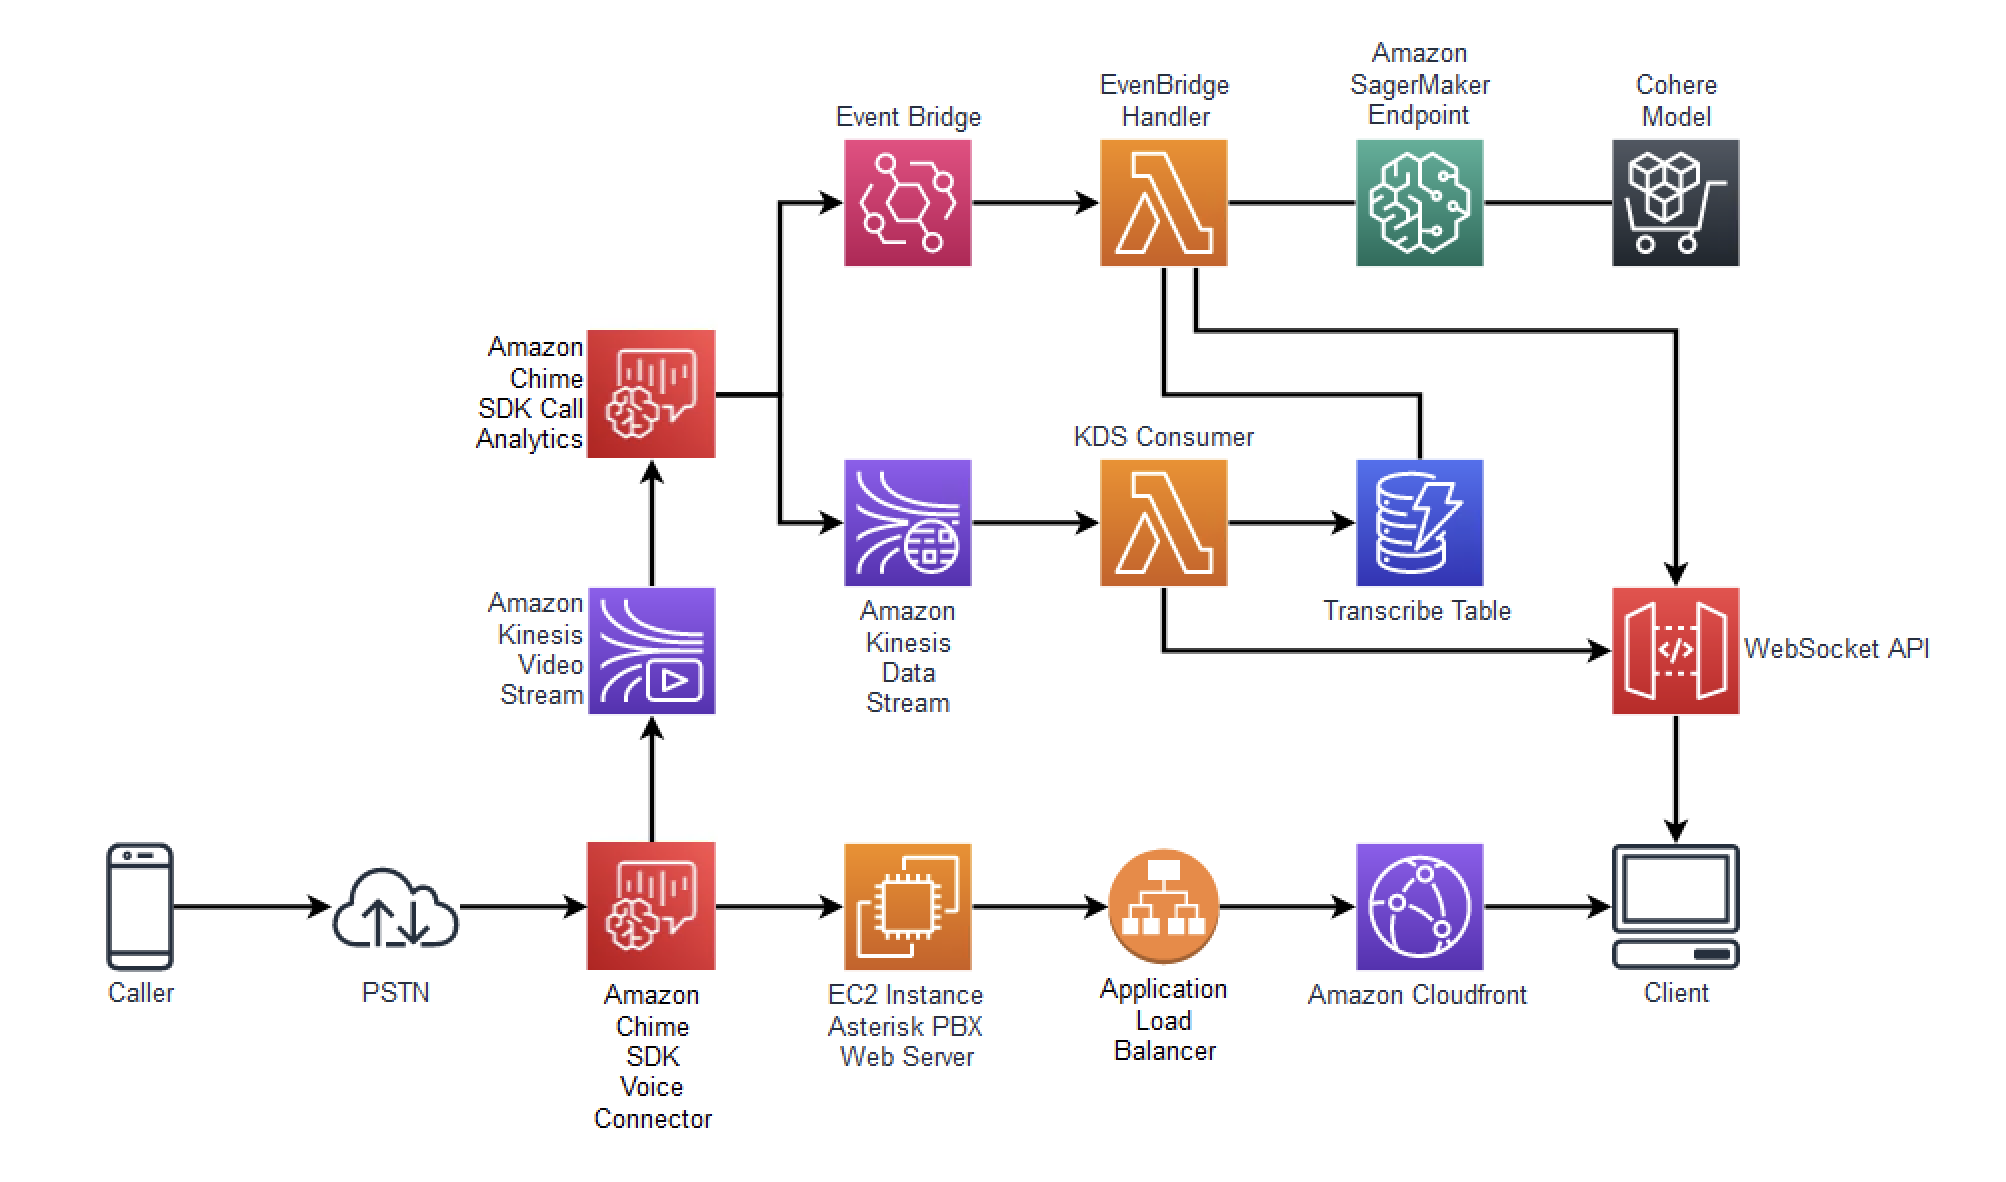 Amazon
SagerMaker
Endpoint
EvenBridge
Handler
Cohere
Model
Event Bridge
Amazon
Chime
SDK Call
Analytics
KDS Consumer
Amazon
Kinesis
Video
Stream
Amazon
Kinesis
Data
Stream
Transcribe Table
WebSocket API
</>
Caller
PSTN
Amazon
Chime
SDK
Voice
Connector
EC2 Instance
Asterisk PBX
Web Server
Application
Load
Balancer
Amazon Cloudfront
Client